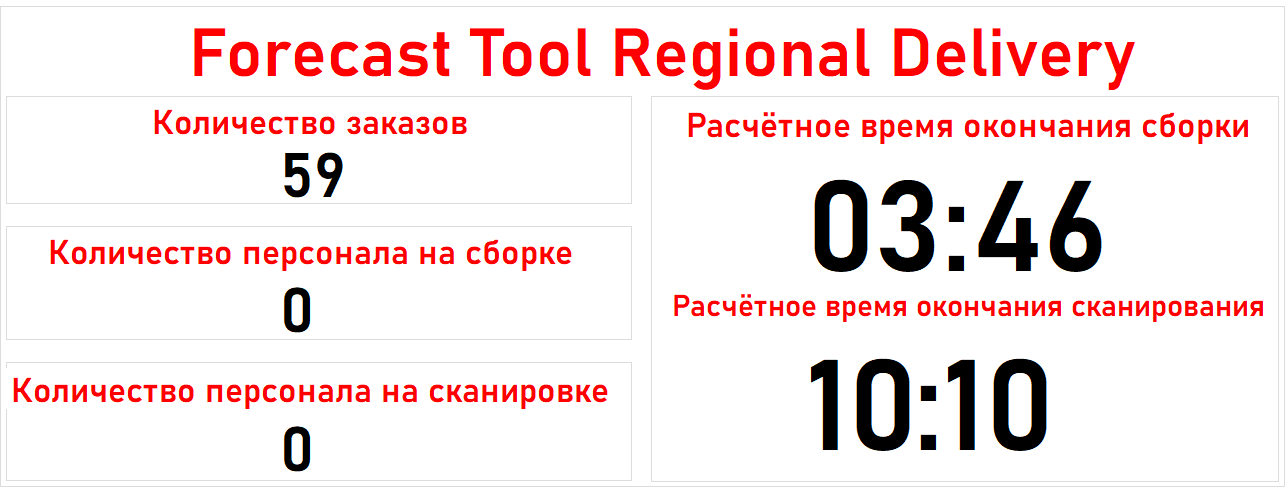 Forecast Tool Regional Delivery
Количество заказов
59
Количество персонала на сборке
0
Количество персонала на сканировке
0
Расчётное время окончания сборки
03:46
Расчётное время окончания сканирования
10:10